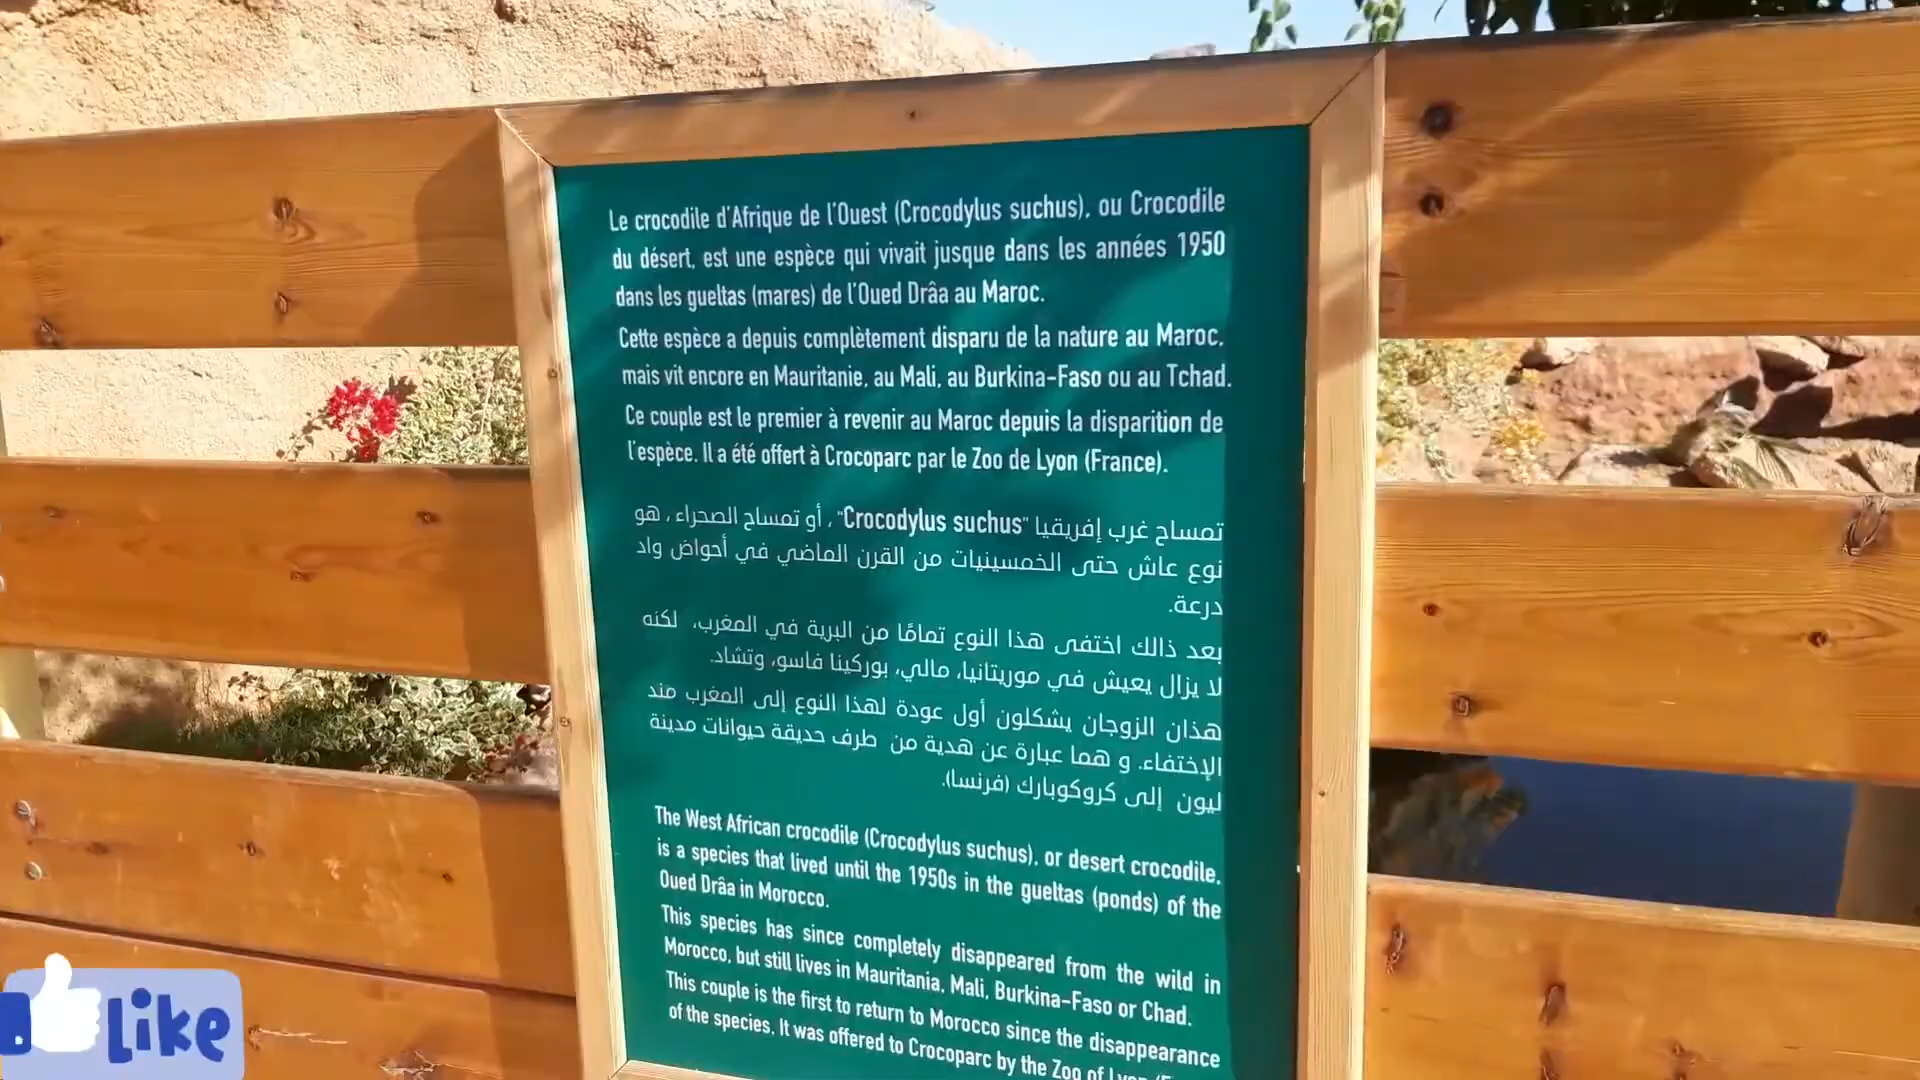 Le crocodile d'Afrique de l'Ouest (Crocodylus suchus), ou Crocodile
du désert, est une espèce qui vivait jusque dans les années 1950
dans les gueltas (mares) de l'Oued Drâa au Maroc.
Cette espèce a depuis complètement disparu de la nature au Maroc,
mais vit encore en Mauritanie, au Mali, au Burkina-Faso ou au Tchad.
Ce couple est le premier à revenir au Maroc depuis la disparition de
l'espèce. Il a été offert à Crocoparc par le Zoo de Lyon (France).
تمساح غرب إفريقيا "Crocodylus suchus"، أو تمساح الصحراء، هو
نوع عاش حتى الخمسينيات من القرن الماضي في أحواض واد
درعة.
بعد ذالك اختفى هذا النوع تمامًا من البرية في المغرب، لكنه
لا يزال يعيش في موريتانيا، مالي، بوركينا فاسو، وتشاد.
هذان الزوجان يشكلون أول عودة لهذا النوع إلى المغرب مند
الإختفاء. و هما عبارة عن هدية من طرف حديقة حيوانات مدينة
ليون إلى كروكوبارك (فرنسا).
The West African crocodile (Crocodylus suchus), or desert crocodile,
is a species that lived until the 1950s in the gueltas (ponds) of the
Oued Drâa in Morocco.
This species has since completely disappeared from the wild in
Morocco, but still lives in Mauritania, Mali, Burkina-Faso or Chad.
This couple is the first to return to Morocco since the disappearance
of the species. It was offered to Crocoparc by the Zoo of
Like